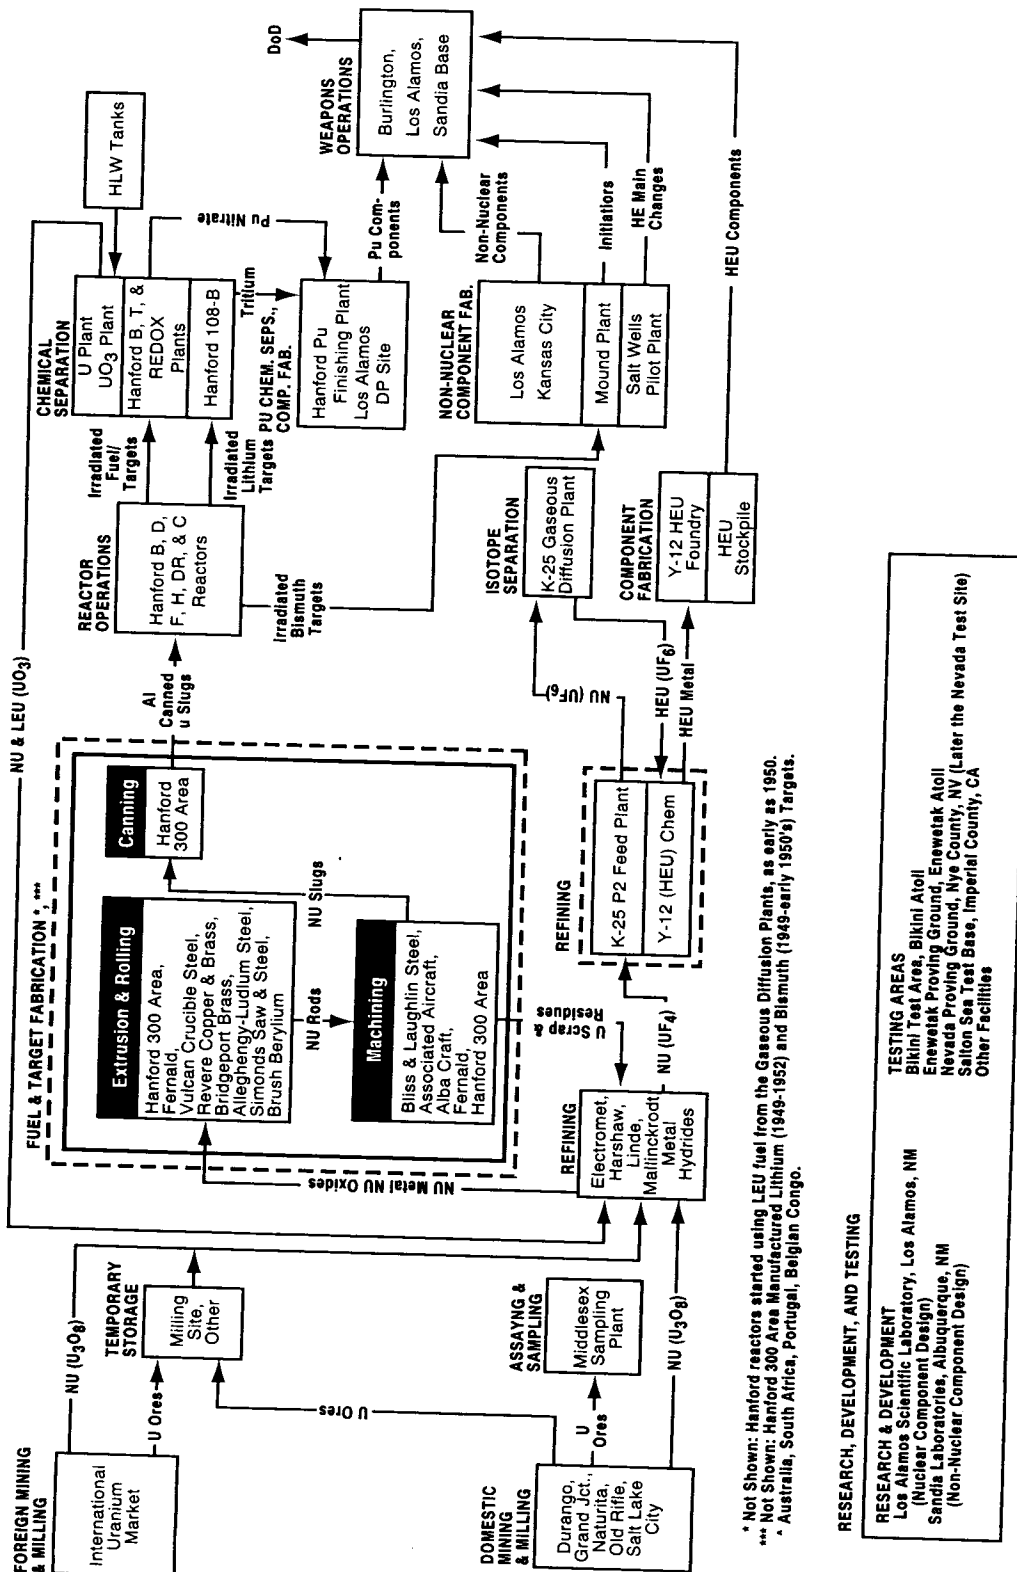 FOREIGN MINING
& MILLING
International
Uranium
Market
NU (U3O8)
U Ores
TEMPORARY
STORAGE
Milling
Site,
Other
U Ores
DOMESTIC
MINING
& MILLING
Durango,
Grand Jct.,
Naturita,
Old Rifle,
Salt Lake
City
U
Ores
ASSAYNG &
SAMPLING
Middlesex
Sampling
Plant
NU (U3O8)
NU & LEU (UO3)
FUEL & TARGET FABRICATION *, ***
Extrusion & Rolling
Hanford 300 Area,
Fernald,
Vulcan Crucible Steel,
Revere Copper & Brass,
Bridgeport Brass,
Alleghengy-Ludlum Steel,
Simonds Saw & Steel,
Brush Berylium
NU Rods
Machining
Bliss & Laughlin Steel,
Associated Aircraft,
Alba Craft,
Fernald,
Hanford 300 Area
NU Slugs
Canning
Hanford
300 Area
NU Metal NU Oxides
REFINING
Electromet,
Harshaw,
Linde,
Mallinckrodt,
Metal
Hydrides
U Scrap &
Residues
NU (UF4)
REFINING
K-25 P2 Feed Plant
Y-12 (HEU) Chem
NU (UF6)
HEU (UF6)
HEU Metal
Al
Canned
u Slugs
REACTOR
OPERATIONS
Hanford B, D,
F, H, DR, & C
Reactors
Irradiated
Fuel/
Targets
Irradiated
Lithium
Targets
Irradiated
Bismuth
Targets
CHEMICAL
SEPARATION
U Plant
UO3 Plant
Hanford B, T, &
REDOX
Plants
Hanford 108-B
HLW Tanks
Pu Nitrate
Tritium
PU CHEM. SEPS.,
COMP. FAB.
Hanford Pu
Finishing Plant
Los Alamos
DP Site
Pu Com-
ponents
ISOTOPE
SEPARATION
K-25 Gaseous
Diffusion Plant
COMPONENT
FABRICATION
Y-12 HEU
Foundry
HEU
Stockpile
NON-NUCLEAR
COMPONENT FAB.
Los Alamos
Kansas City
Mound Plant
Salt Wells
Pilot Plant
Non-Nuclear
Components
Initiatiors
HE Main
Changes
HEU Components
WEAPONS
OPERATIONS
Burlington,
Los Alamos,
Sandia Base
DoD
* Not Shown: Hanford reactors started using LEU fuel from the Gaseous Diffusion Plants, as early as 1950.
*** Not Shown: Hanford 300 Area Manufactured Lithium (1949-1952) and Bismuth (1949-early 1950's) Targets.
^ Australia, South Africa, Portugal, Belgian Congo.
RESEARCH, DEVELOPMENT, AND TESTING
RESEARCH & DEVELOPMENT
Los Alamos Scientific Laboratory, Los Alamos, NM
(Nuclear Component Design)
Sandia Laboratories, Albuquerque, NM
(Non-Nuclear Component Design)
TESTING AREAS
Bikini Test Area, Bikini Atoll
Enewetak Proving Ground, Enewetak Atoll
Nevada Proving Ground, Nye County, NV (Later the Nevada Test Site)
Salton Sea Test Base, Imperial County, CA
Other Facilities